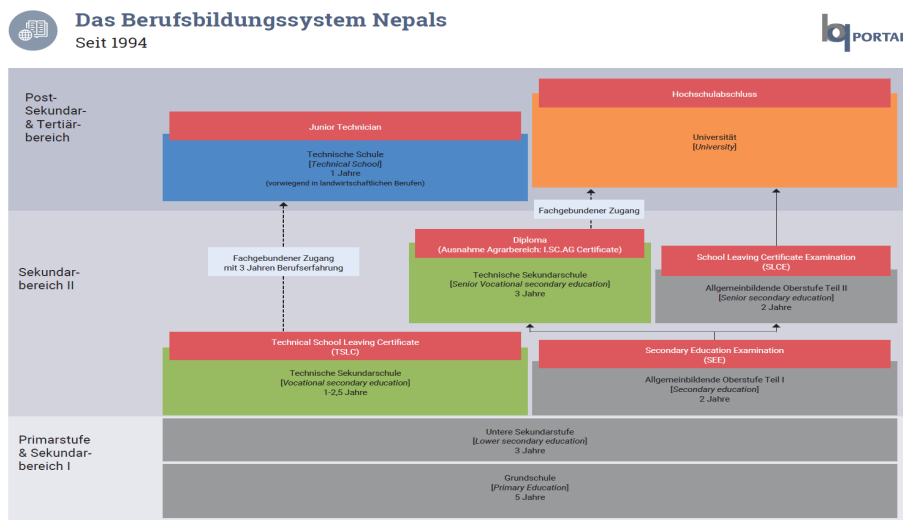 Das Berufsbildungssystem Nepals
Seit 1994
bq PORTAL
Post-
Sekundar-
& Tertiär-
bereich
Hochschulabschluss
Universität
[University]
Junior Technician
Technische Schule
[Technical School]
1 Jahre
(vorwiegend in landwirtschaftlichen Berufen)
Fachgebundener Zugang
Sekundar-
bereich II
Fachgebundener Zugang
mit 3 Jahren Berufserfahrung
Diploma
(Ausnahme Agrarbereich: I.SC.AG Certificate)
Technische Sekundarschule
[Senior Vocational secondary education]
3 Jahre
School Leaving Certificate Examination
(SLCE)
Allgemeinbildende Oberstufe Teil II
[Senior secondary education]
2 Jahre
Technical School Leaving Certificate
(TSLC)
Technische Sekundarschule
[Vocational secondary education]
1-2,5 Jahre
Secondary Education Examination
(SEE)
Allgemeinbildende Oberstufe Teil I
[Secondary education]
2 Jahre
Primarstufe
& Sekundar-
bereich I
Untere Sekundarstufe
[Lower secondary education]
3 Jahre
Grundschule
[Primary Education]
5 Jahre